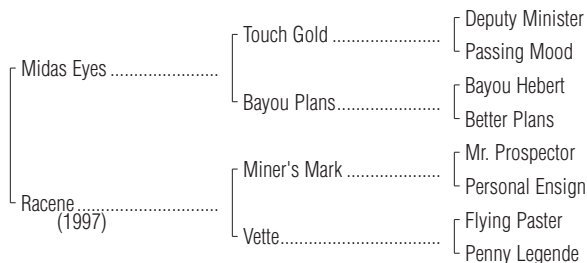 Deputy Minister
Touch Gold ......................
Passing Mood
Midas Eyes ......................
Bayou Hebert
Bayou Plans.....................
Better Plans
Mr. Prospector
Miner's Mark ....................
Personal Ensign
Racene............................
(1997)
Flying Paster
Vette................................
Penny Legende